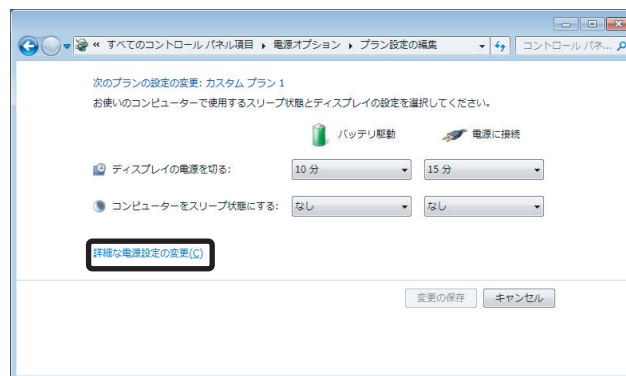 « すべてのコントロール パネル項目 ▸ 電源オプション ▸ プラン設定の編集
コントロール パネ...
次のプランの設定の変更: カスタム プラン 1
お使いのコンピューターで使用するスリープ状態とディスプレイの設定を選択してください。
バッテリ駆動 電源に接続
ディスプレイの電源を切る: 10 分 15 分
コンピューターをスリープ状態にする: なし なし
詳細な電源設定の変更(C)
変更の保存 キャンセル